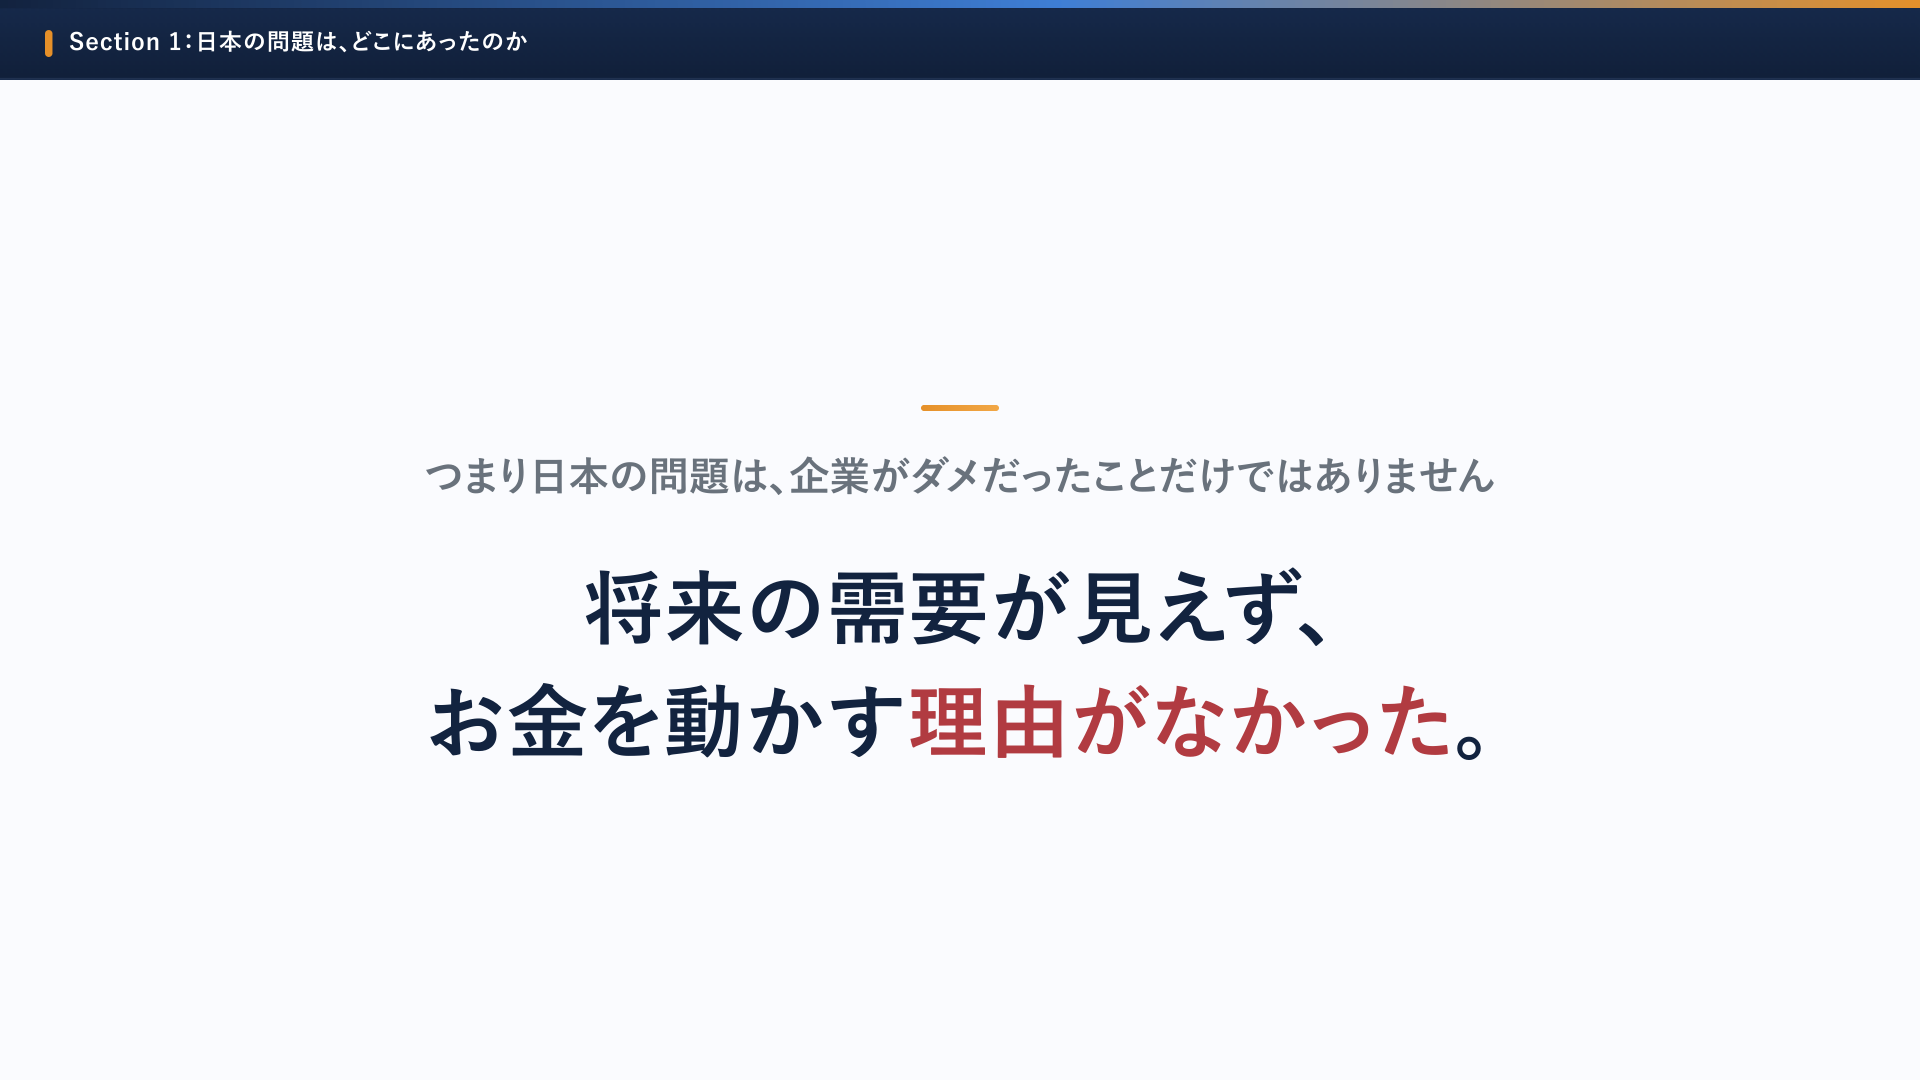 Section 1：日本の問題は、どこにあったのか
つまり日本の問題は、企業がダメだったことだけではありません
将来の需要が見えず、
お金を動かす理由がなかった。